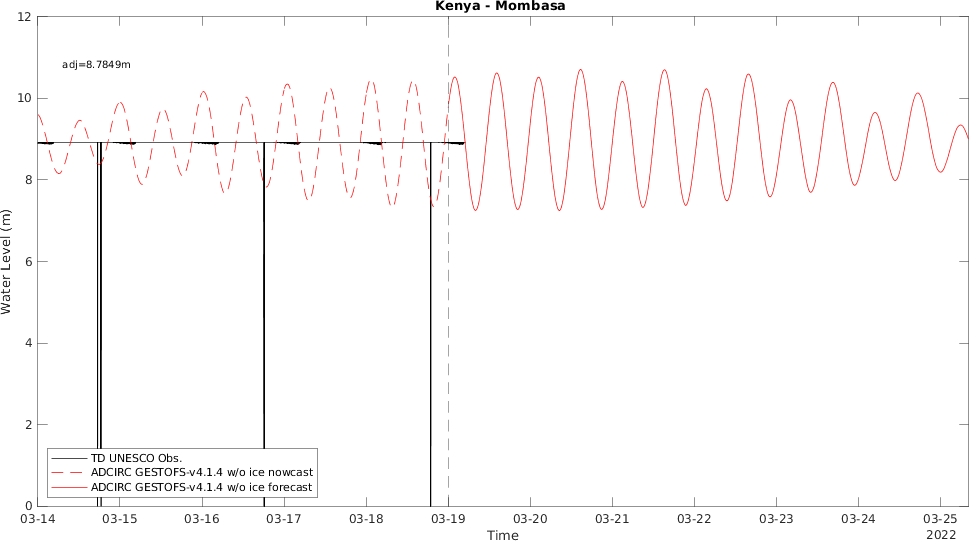 Kenya - Mombasa
12
adj=8.7849m
10
8
6
4
2
0
Water Level (m)
TD UNESCO Obs.
ADCIRC GESTOFS-v4.1.4 w/o ice nowcast
ADCIRC GESTOFS-v4.1.4 w/o ice forecast
03-14 03-15 03-16 03-17 03-18 03-19 03-20 03-21 03-22 03-23 03-24 03-25
Time
2022